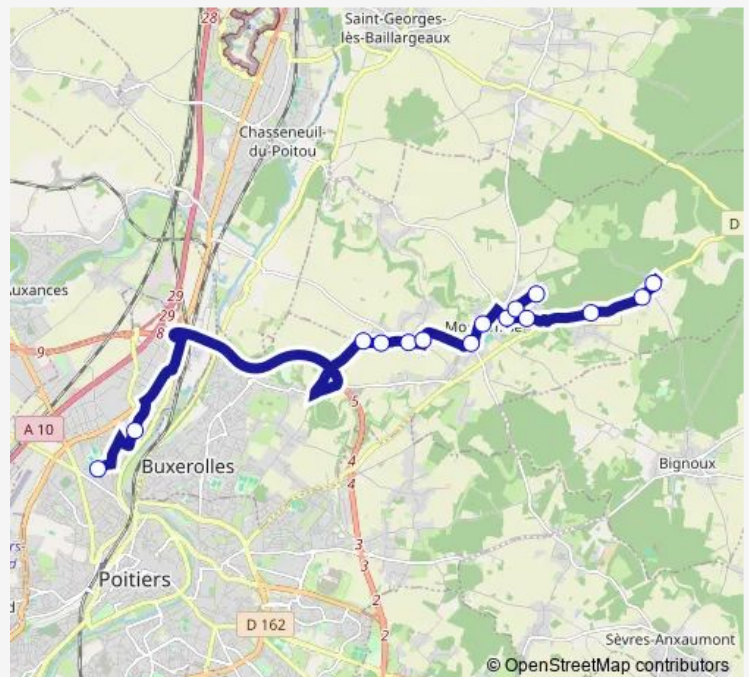 28
Saint-Georges-
lès-Baillargeaux
Chasseneuil-
du-Poitou
D
uxances
29
29
8
9
5
A 10
4
4
Buxerolles
Bignoux
3
3
Poitiers
2
2
D 162
Sèvres-Anxaumont
© OpenStreetMap contributors